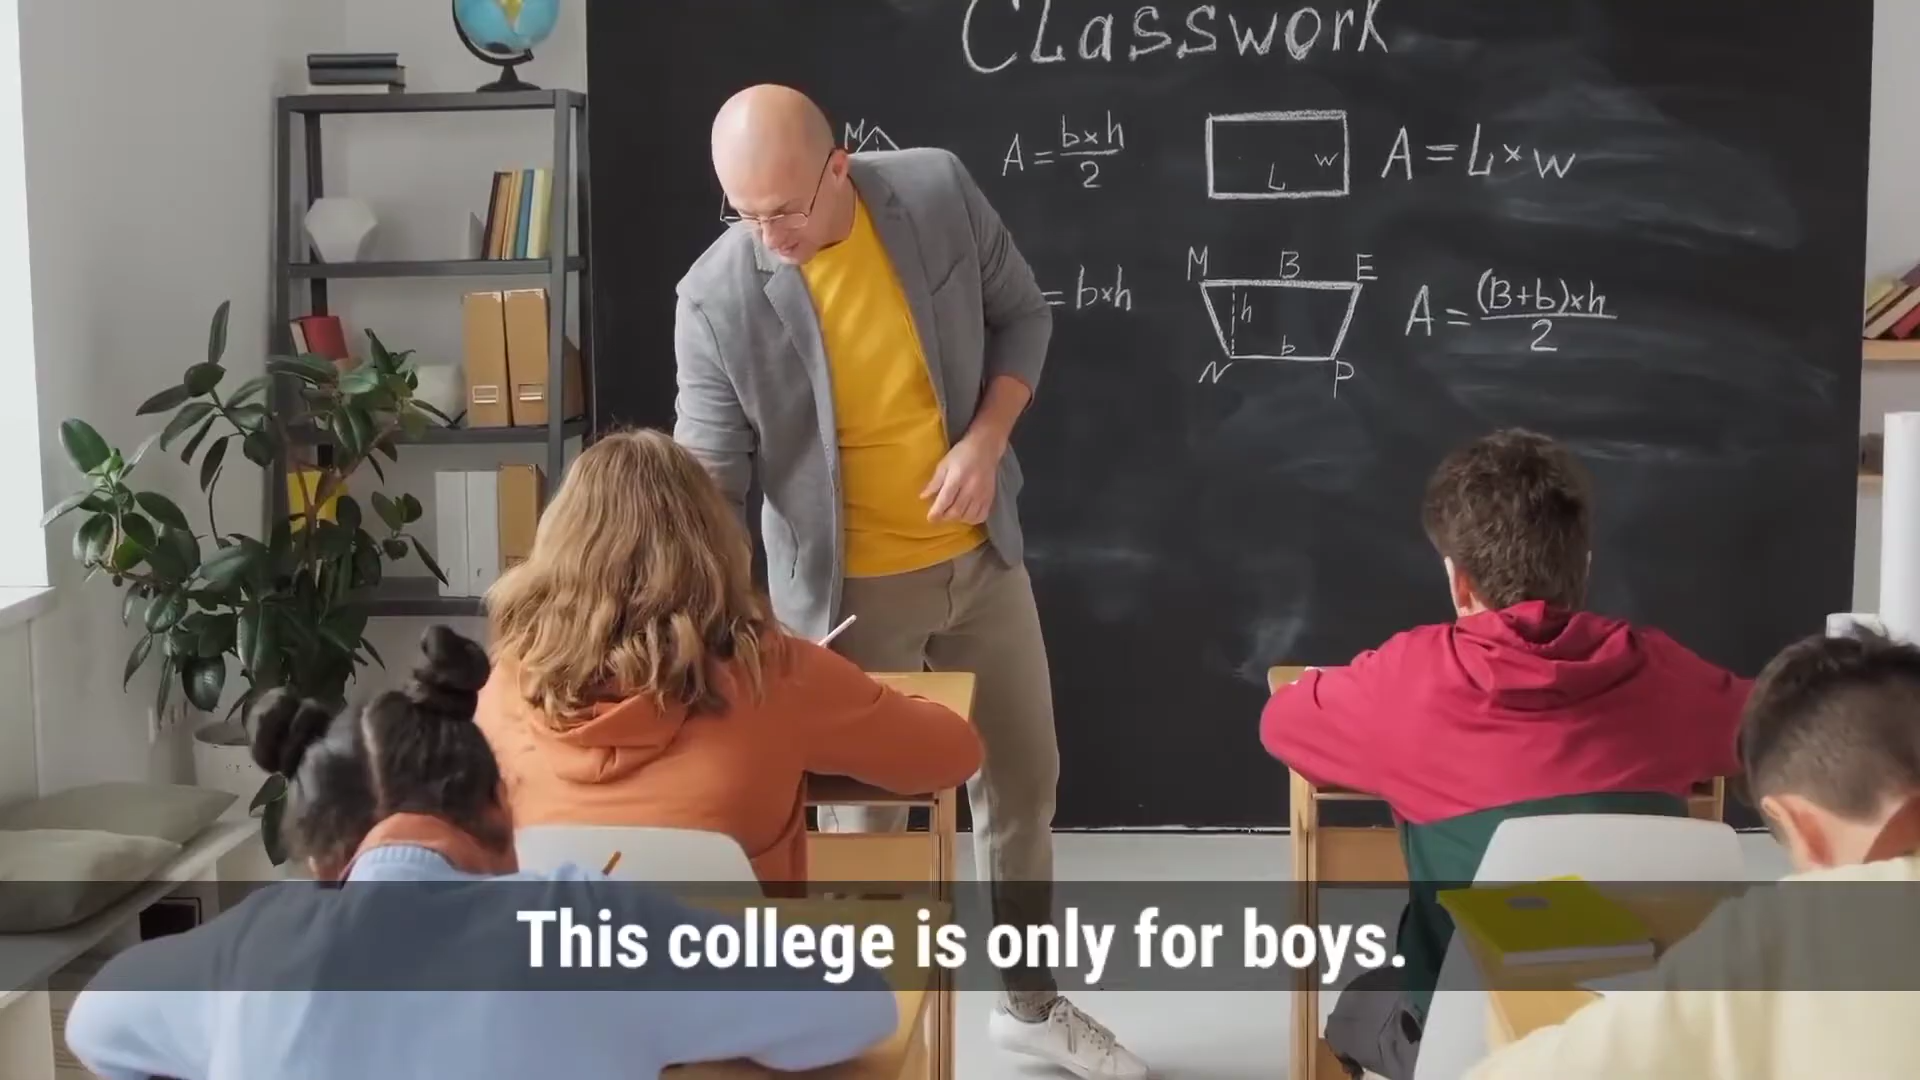 Classwork
M
A = b×h/2
L w
A = L×w
= b×h
M B E
h
b
N P
A = (B+b)×h/2
This college is only for boys.